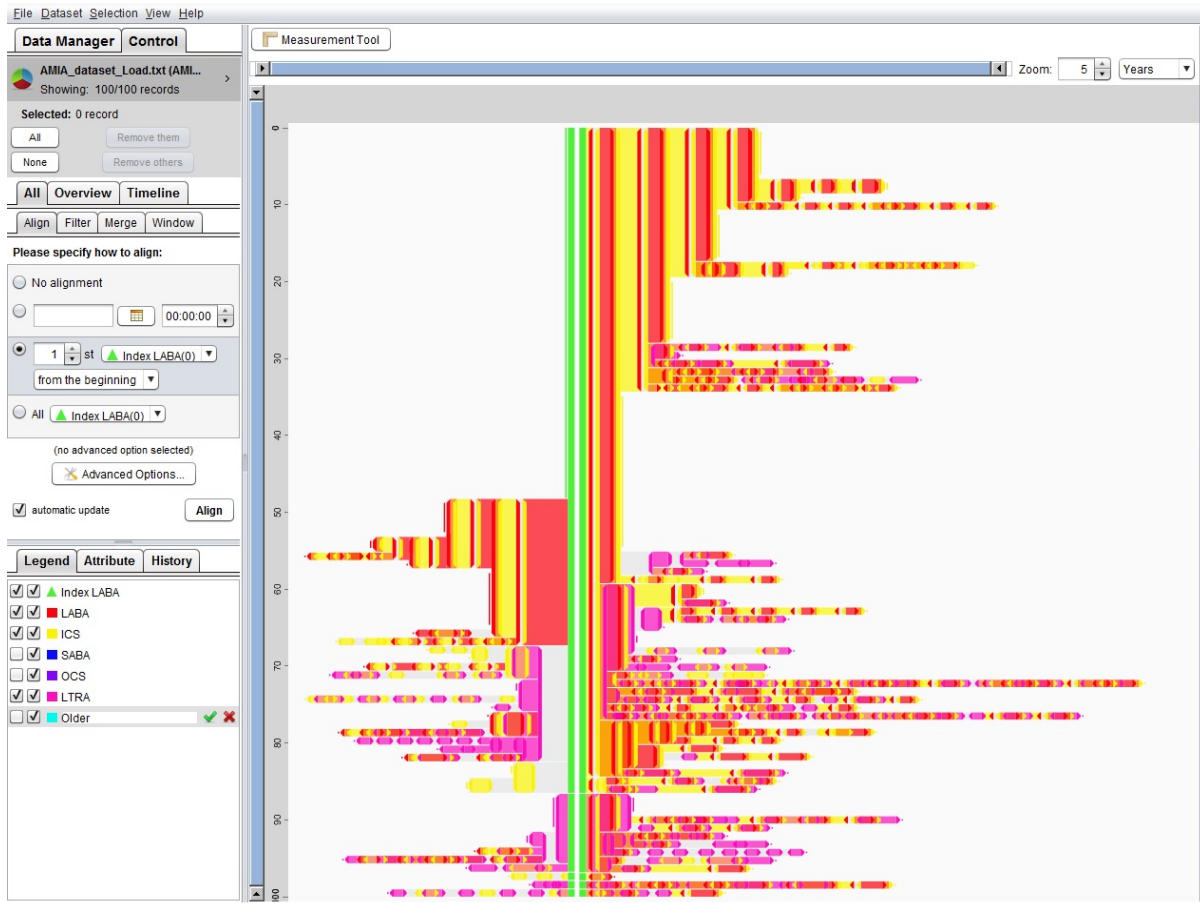 File Dataset Selection View Help
Data Manager Control
Measurement Tool
AMIA_dataset_Load.txt (AMI...
Showing: 100/100 records
Zoom: 5 Years
Selected: 0 record
All Remove them
None Remove others
All Overview Timeline
Align Filter Merge Window
Please specify how to align:
No alignment
00:00:00
1 st Index LABA(0)
from the beginning
All Index LABA(0)
(no advanced option selected)
Advanced Options...
automatic update Align
Legend Attribute History
Index LABA
LABA
ICS
SABA
OCS
LTRA
Older
0
10
20
30
40
50
60
70
80
90